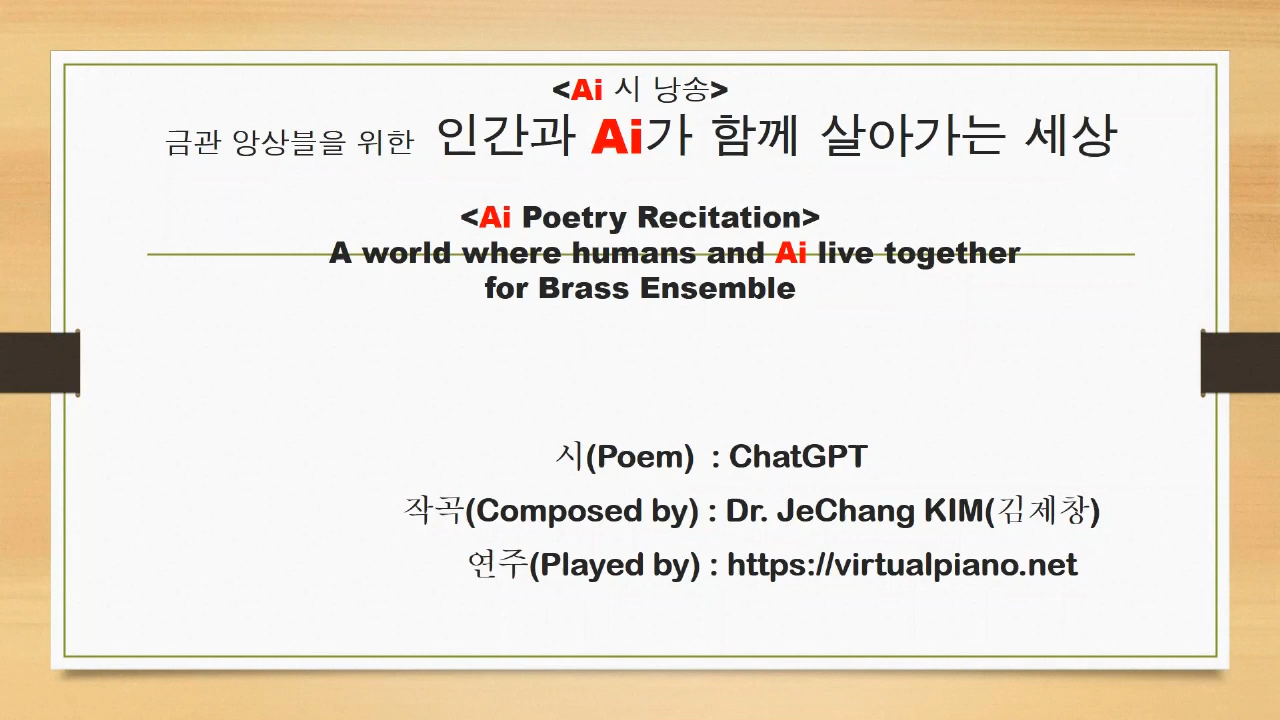 <Ai 시 낭송>
금관 앙상블을 위한 인간과 Ai가 함께 살아가는 세상
<Ai Poetry Recitation>
A world where humans and Ai live together
for Brass Ensemble
시(Poem) : ChatGPT
작곡(Composed by) : Dr. JeChang KIM(김제창)
연주(Played by) : https://virtualpiano.net